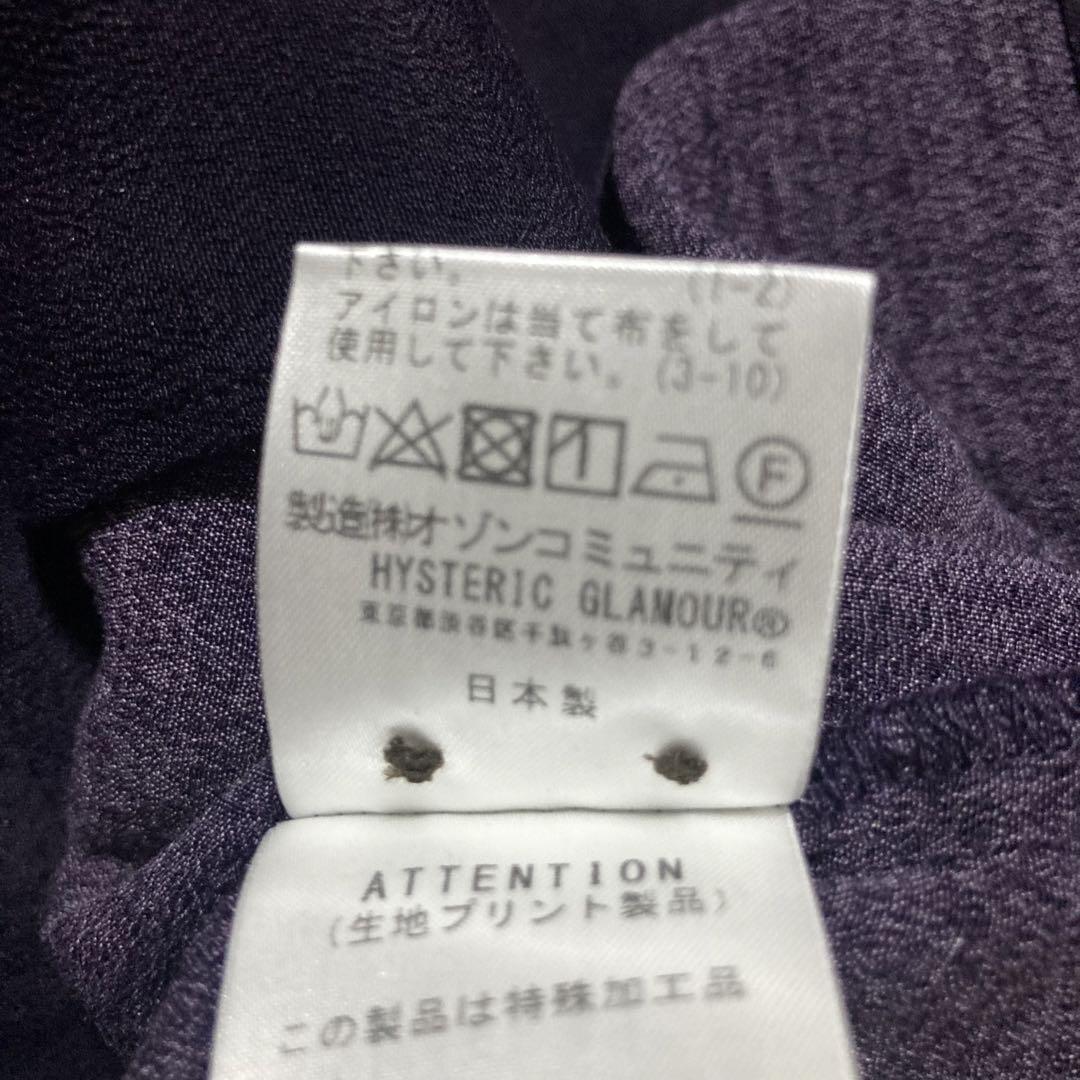 下さい。 (1-2)
アイロンは当て布をして
使用して下さい。(3-10)
F
製造㈱オゾンコミュニティ
HYSTERIC GLAMOUR®
東京都渋谷区千駄ヶ谷3-12-6
日本製
ATTENTION
(生地プリント製品)
この製品は特殊加工品